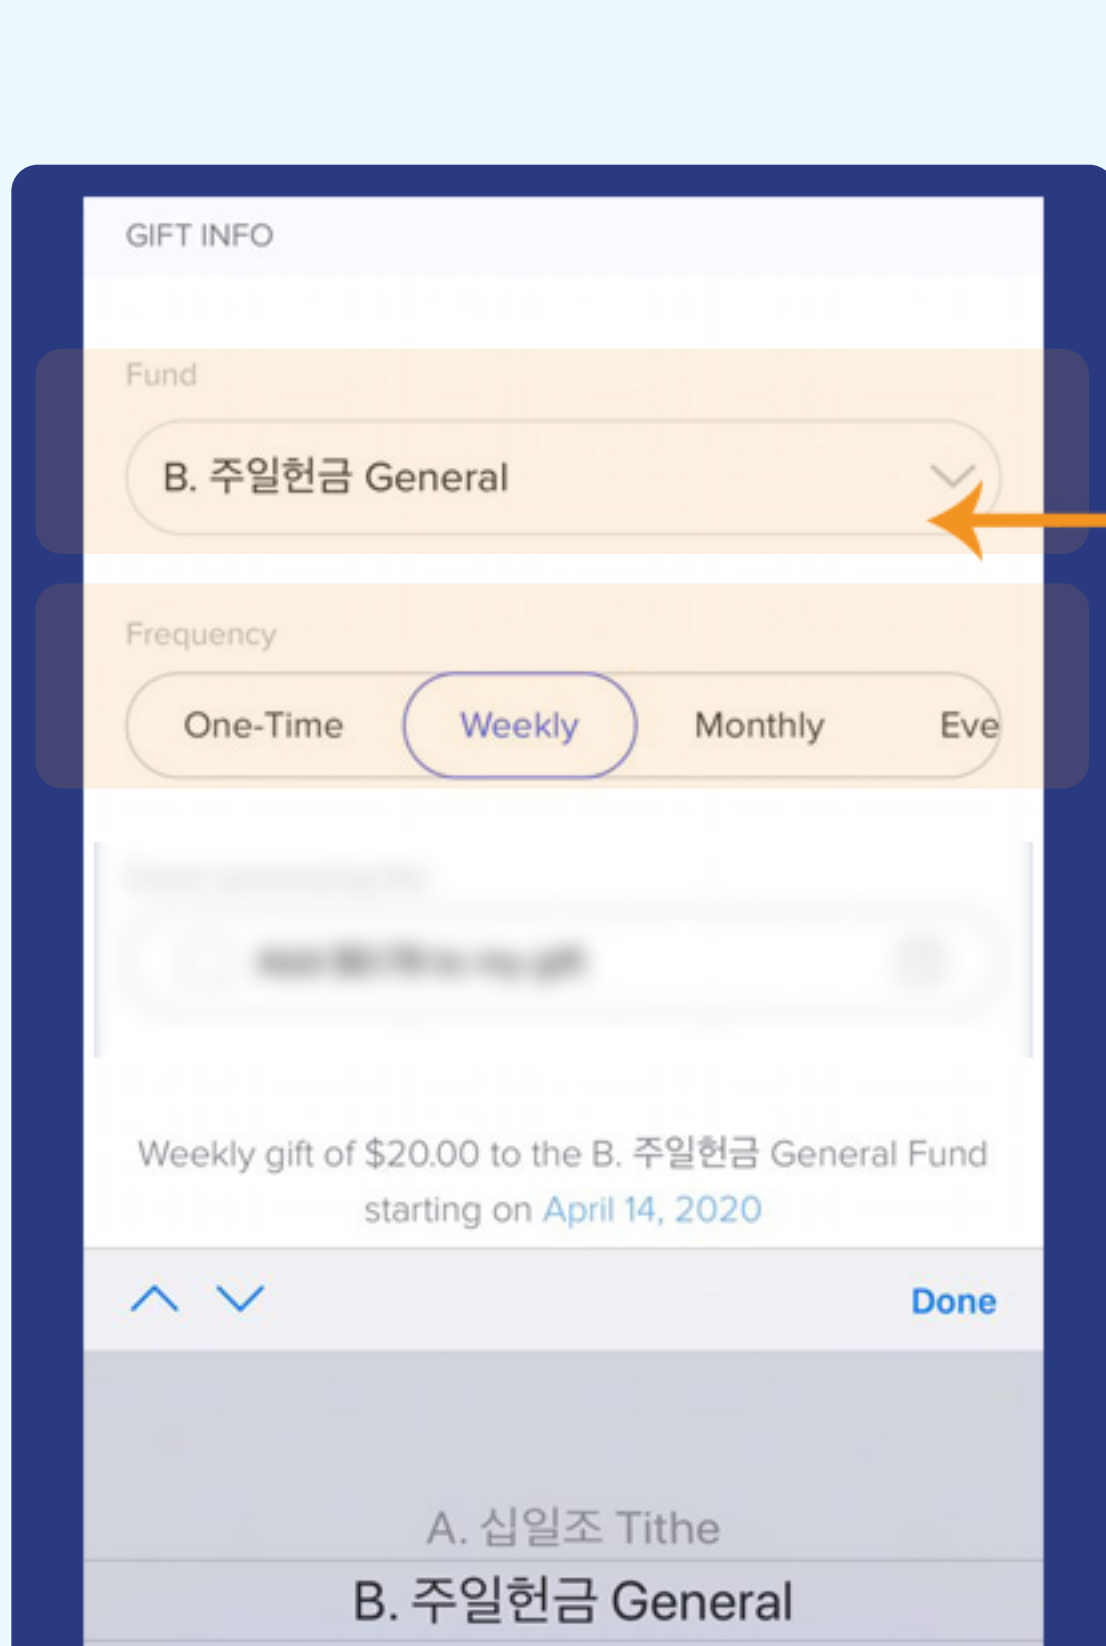 GIFT INFO
Fund
B. 주일헌금 General
Frequency
One-Time Weekly Monthly Eve
Weekly gift of $20.00 to the B. 주일헌금 General Fund
starting on April 14, 2020
Done
A. 십일조 Tithe
B. 주일헌금 General